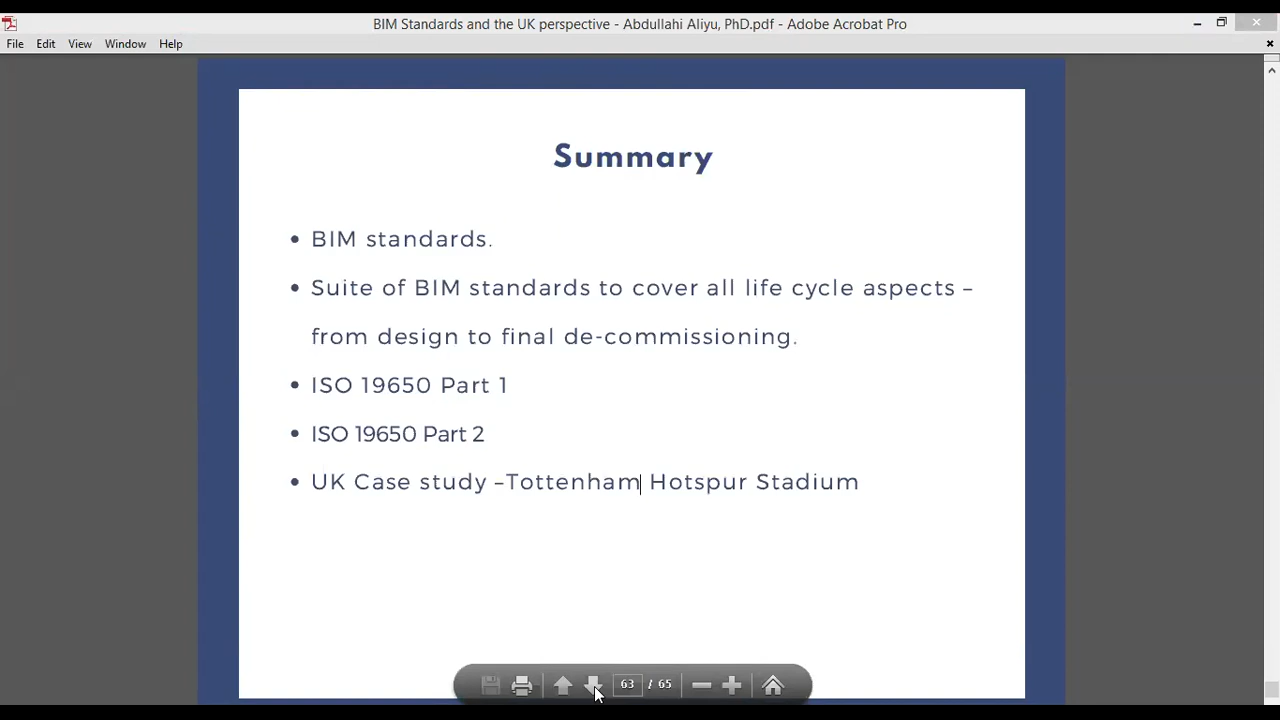 BIM Standards and the UK perspective - Abdullahi Aliyu, PhD.pdf - Adobe Acrobat Pro
File Edit View Window Help
Summary
• BIM standards.
• Suite of BIM standards to cover all life cycle aspects –
from design to final de-commissioning.
• ISO 19650 Part 1
• ISO 19650 Part 2
• UK Case study –Tottenham Hotspur Stadium
63 / 65